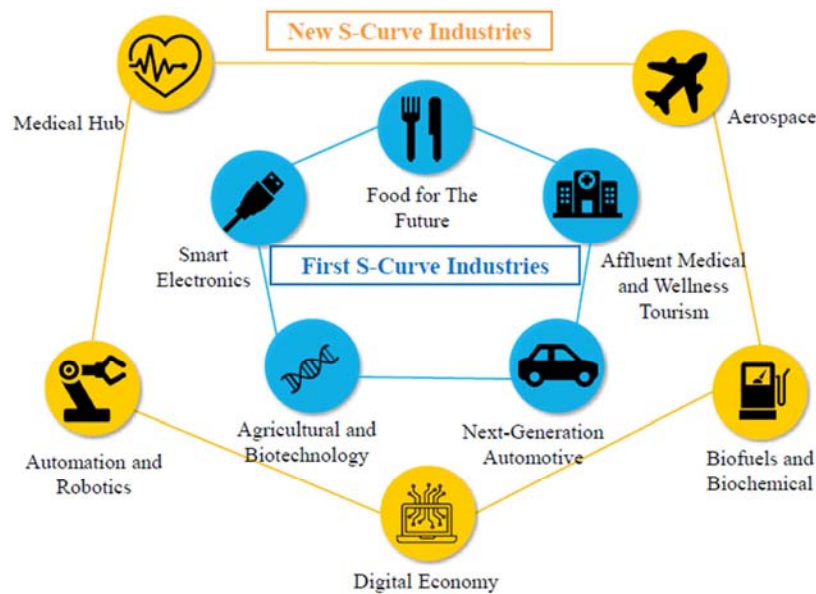 New S-Curve Industries
Medical Hub
Aerospace
Food for The
Future
Smart
Electronics
First S-Curve Industries
Affluent Medical
and Wellness
Tourism
Agricultural and
Biotechnology
Next-Generation
Automotive
Automation and
Robotics
Biofuels and
Biochemical
Digital Economy